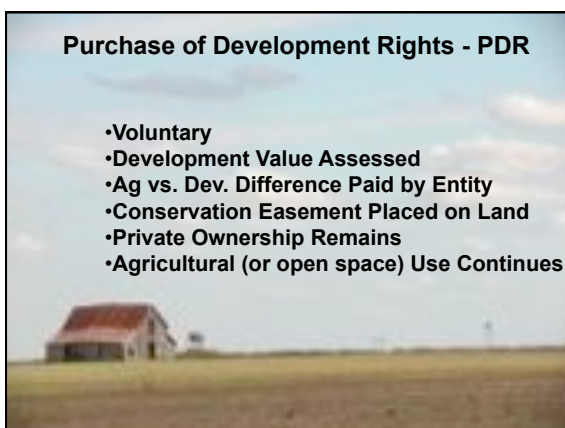 Purchase of Development Rights - PDR
•Voluntary
•Development Value Assessed
•Ag vs. Dev. Difference Paid by Entity
•Conservation Easement Placed on Land
•Private Ownership Remains
•Agricultural (or open space) Use Continues